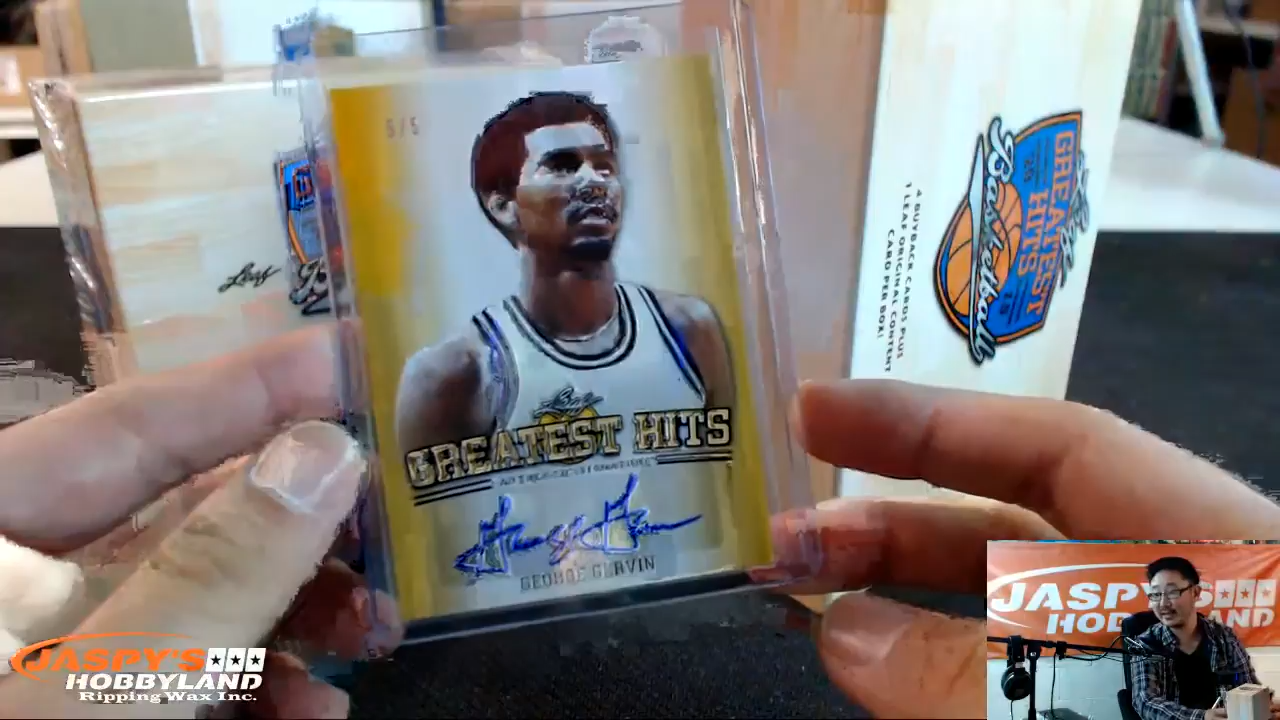 5/5
Leaf
GREATEST HITS
GEORGE GERVIN
Leaf
Leaf
GREATEST
HITS
Basketball
4 BUYBACK CARDS PLUS
1 LEAF ORIGINAL CONTENT
CARD PER BOX!
JASPY'S
HOBBYLAND
Ripping Wax Inc.
JASPY'S
HOBBYLAND